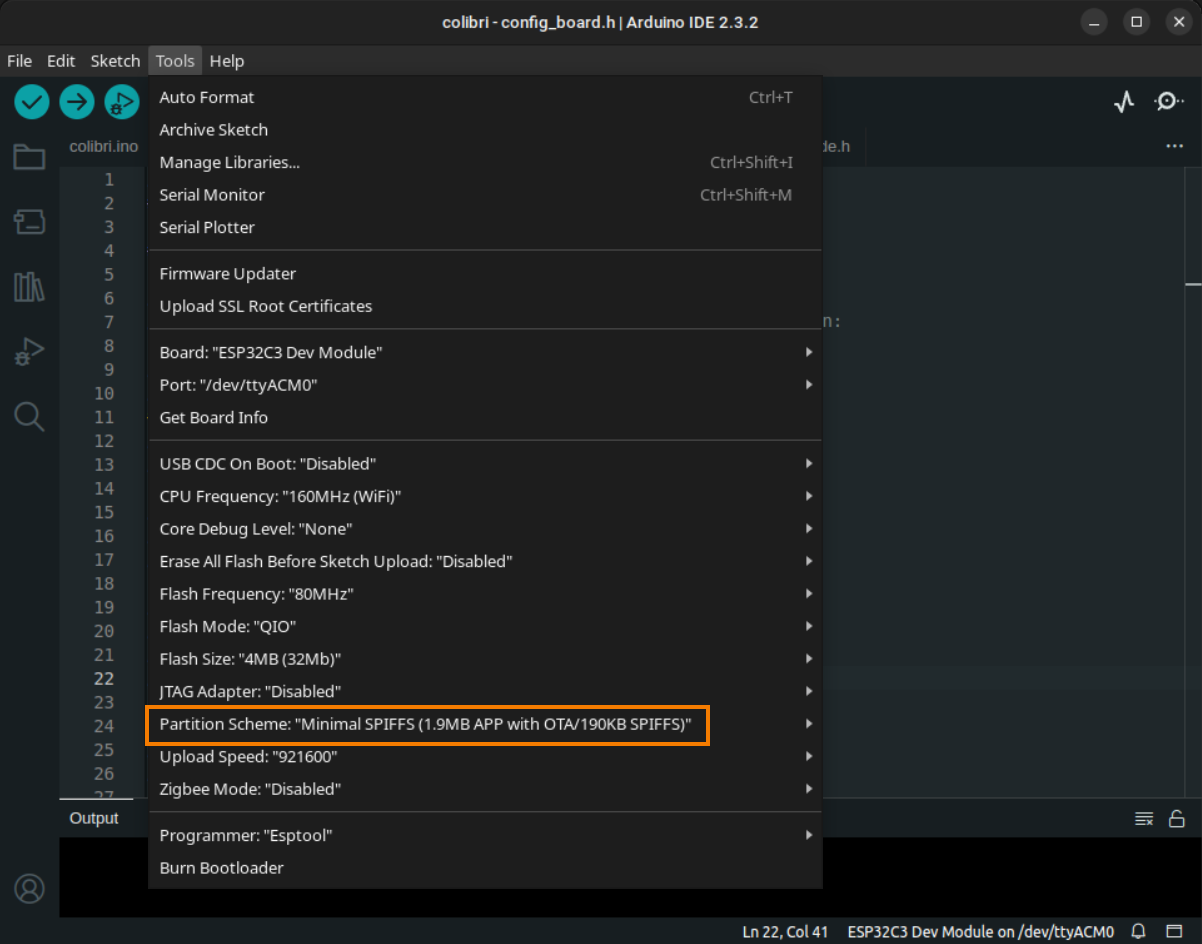 colibri - config_board.h | Arduino IDE 2.3.2
File Edit Sketch Tools Help
colibri.ino
de.h
Auto Format Ctrl+T
Archive Sketch
Manage Libraries... Ctrl+Shift+I
Serial Monitor Ctrl+Shift+M
Serial Plotter
Firmware Updater
Upload SSL Root Certificates
n:
Board: "ESP32C3 Dev Module"
Port: "/dev/ttyACM0"
Get Board Info
USB CDC On Boot: "Disabled"
CPU Frequency: "160MHz (WiFi)"
Core Debug Level: "None"
Erase All Flash Before Sketch Upload: "Disabled"
Flash Frequency: "80MHz"
Flash Mode: "QIO"
Flash Size: "4MB (32Mb)"
JTAG Adapter: "Disabled"
Partition Scheme: "Minimal SPIFFS (1.9MB APP with OTA/190KB SPIFFS)"
Upload Speed: "921600"
Zigbee Mode: "Disabled"
Programmer: "Esptool"
Burn Bootloader
1
2
3
4
5
6
7
8
9
10
11
12
13
14
15
16
17
18
19
20
21
22
23
24
25
26
27
Output
Ln 22, Col 41 ESP32C3 Dev Module on /dev/ttyACM0